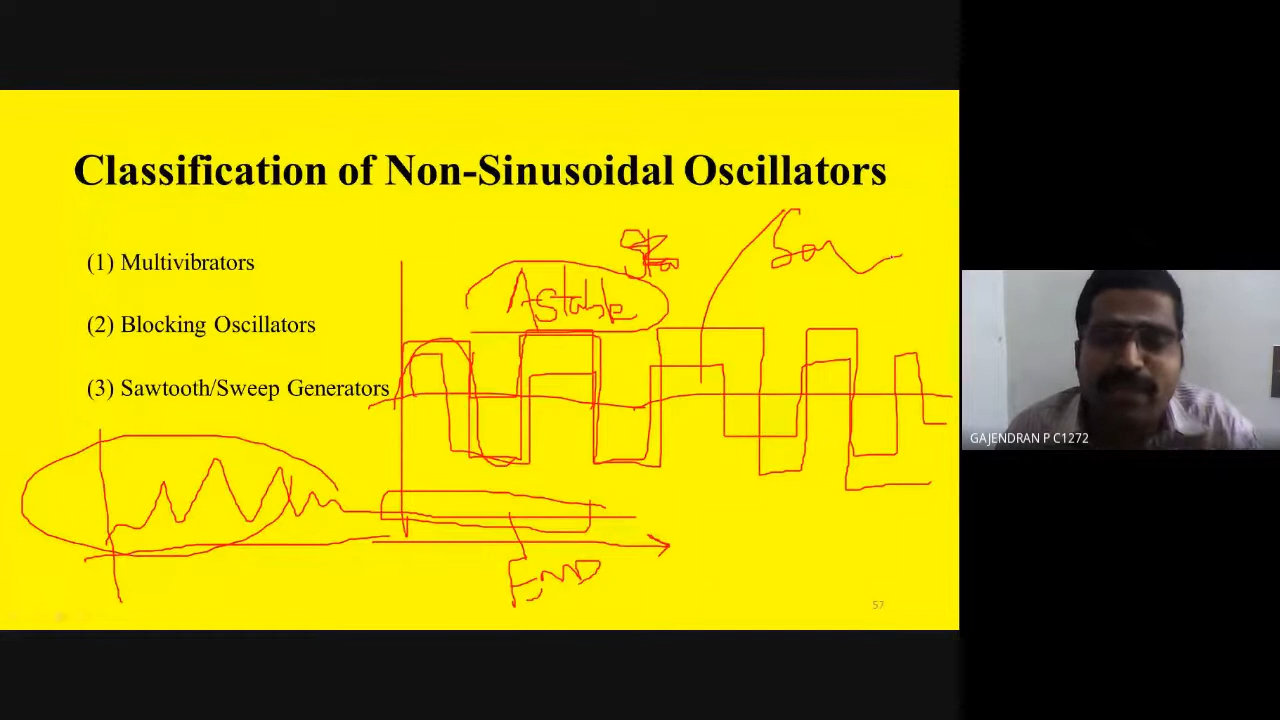 Classification of Non-Sinusoidal Oscillators
(1) Multivibrators
(2) Blocking Oscillators
(3) Sawtooth/Sweep Generators
Astable
57
GAJENDRAN P C1272